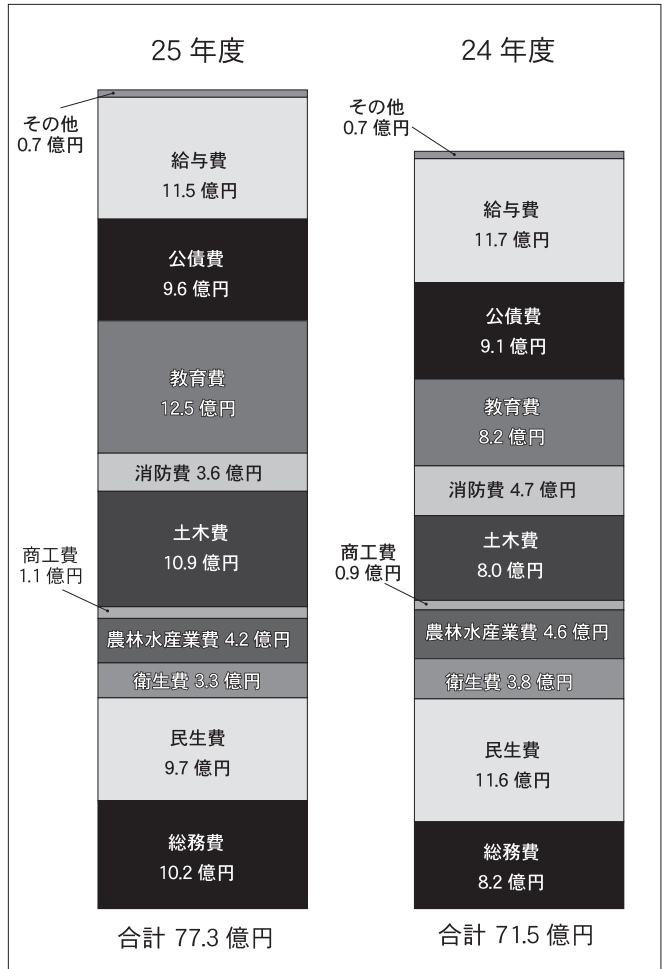 25 年度
その他
0.7 億円
給与費
11.5 億円
公債費
9.6 億円
教育費
12.5 億円
消防費 3.6 億円
土木費
10.9 億円
商工費
1.1 億円
農林水産業費 4.2 億円
衛生費 3.3 億円
民生費
9.7 億円
総務費
10.2 億円
合計 77.3 億円
24 年度
その他
0.7 億円
給与費
11.7 億円
公債費
9.1 億円
教育費
8.2 億円
消防費 4.7 億円
土木費
8.0 億円
商工費
0.9 億円
農林水産業費 4.6 億円
衛生費 3.8 億円
民生費
11.6 億円
総務費
8.2 億円
合計 71.5 億円